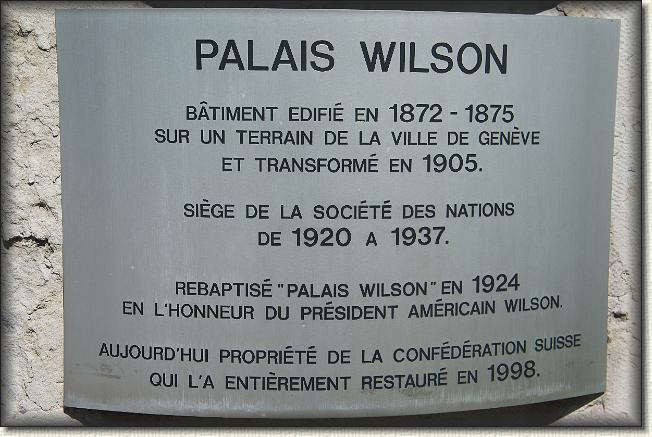 PALAIS WILSON
BÂTIMENT EDIFIÉ EN 1872 - 1875
SUR UN TERRAIN DE LA VILLE DE GENÈVE
ET TRANSFORMÉ EN 1905.
SIÈGE DE LA SOCIÉTÉ DES NATIONS
DE 1920 A 1937.
REBAPTISÉ "PALAIS WILSON" EN 1924
EN L'HONNEUR DU PRÉSIDENT AMÉRICAIN WILSON.
AUJOURD'HUI PROPRIÉTÉ DE LA CONFÉDÉRATION SUISSE
QUI L'A ENTIÈREMENT RESTAURÉ EN 1998.